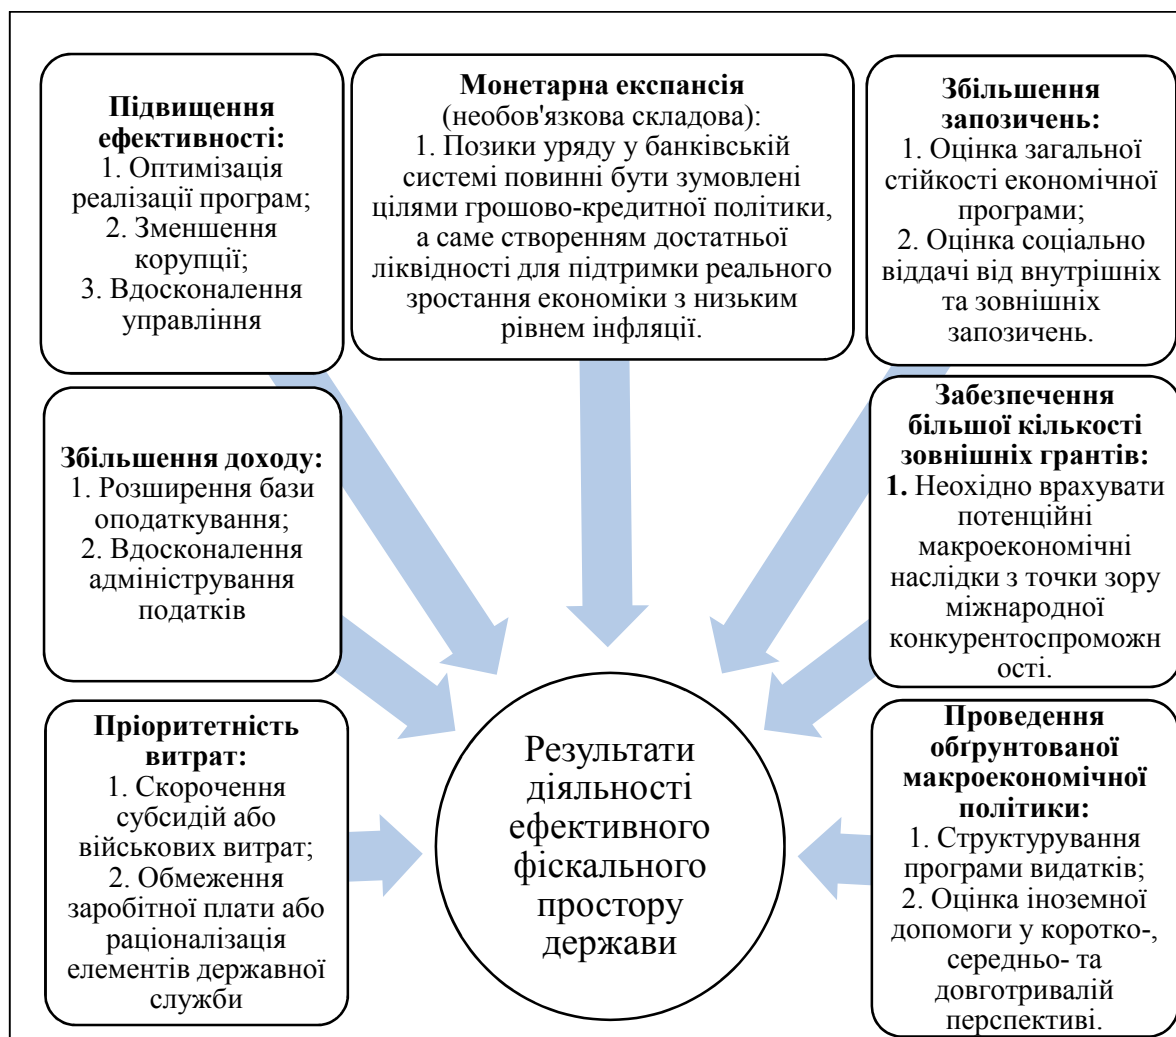 Підвищення
ефективності:
1. Оптимізація
реалізації програм;
2. Зменшення
корупції;
3. Вдосконалення
управління
Монетарна експансія
(необов'язкова складова):
1. Позики уряду у банківській
системі повинні бути зумовлені
цілями грошово-кредитної політики,
а саме створенням достатньої
ліквідності для підтримки реального
зростання економіки з низьким
рівнем інфляції.
Збільшення
запозичень:
1. Оцінка загальної
стійкості економічної
програми;
2. Оцінка соціально
віддачі від внутрішніх
та зовнішніх
запозичень.
Збільшення доходу:
1. Розширення бази
оподаткування;
2. Вдосконалення
адміністрування
податків
Забезпечення
більшої кількості
зовнішніх грантів:
1. Неохідно врахувати
потенційні
макроекономічні
наслідки з точки зору
міжнародної
конкурентоспроможн
ості.
Пріоритетність
витрат:
1. Скорочення
субсидій або
військових витрат;
2. Обмеження
заробітної плати або
раціоналізація
елементів державної
служби
Результати
діяльності
ефективного
фіскального
простору
держави
Проведення
обґрунтованої
макроекономічної
політики:
1. Структурування
програми видатків;
2. Оцінка іноземної
допомоги у коротко-,
середньо- та
довготривалій
перспективі.